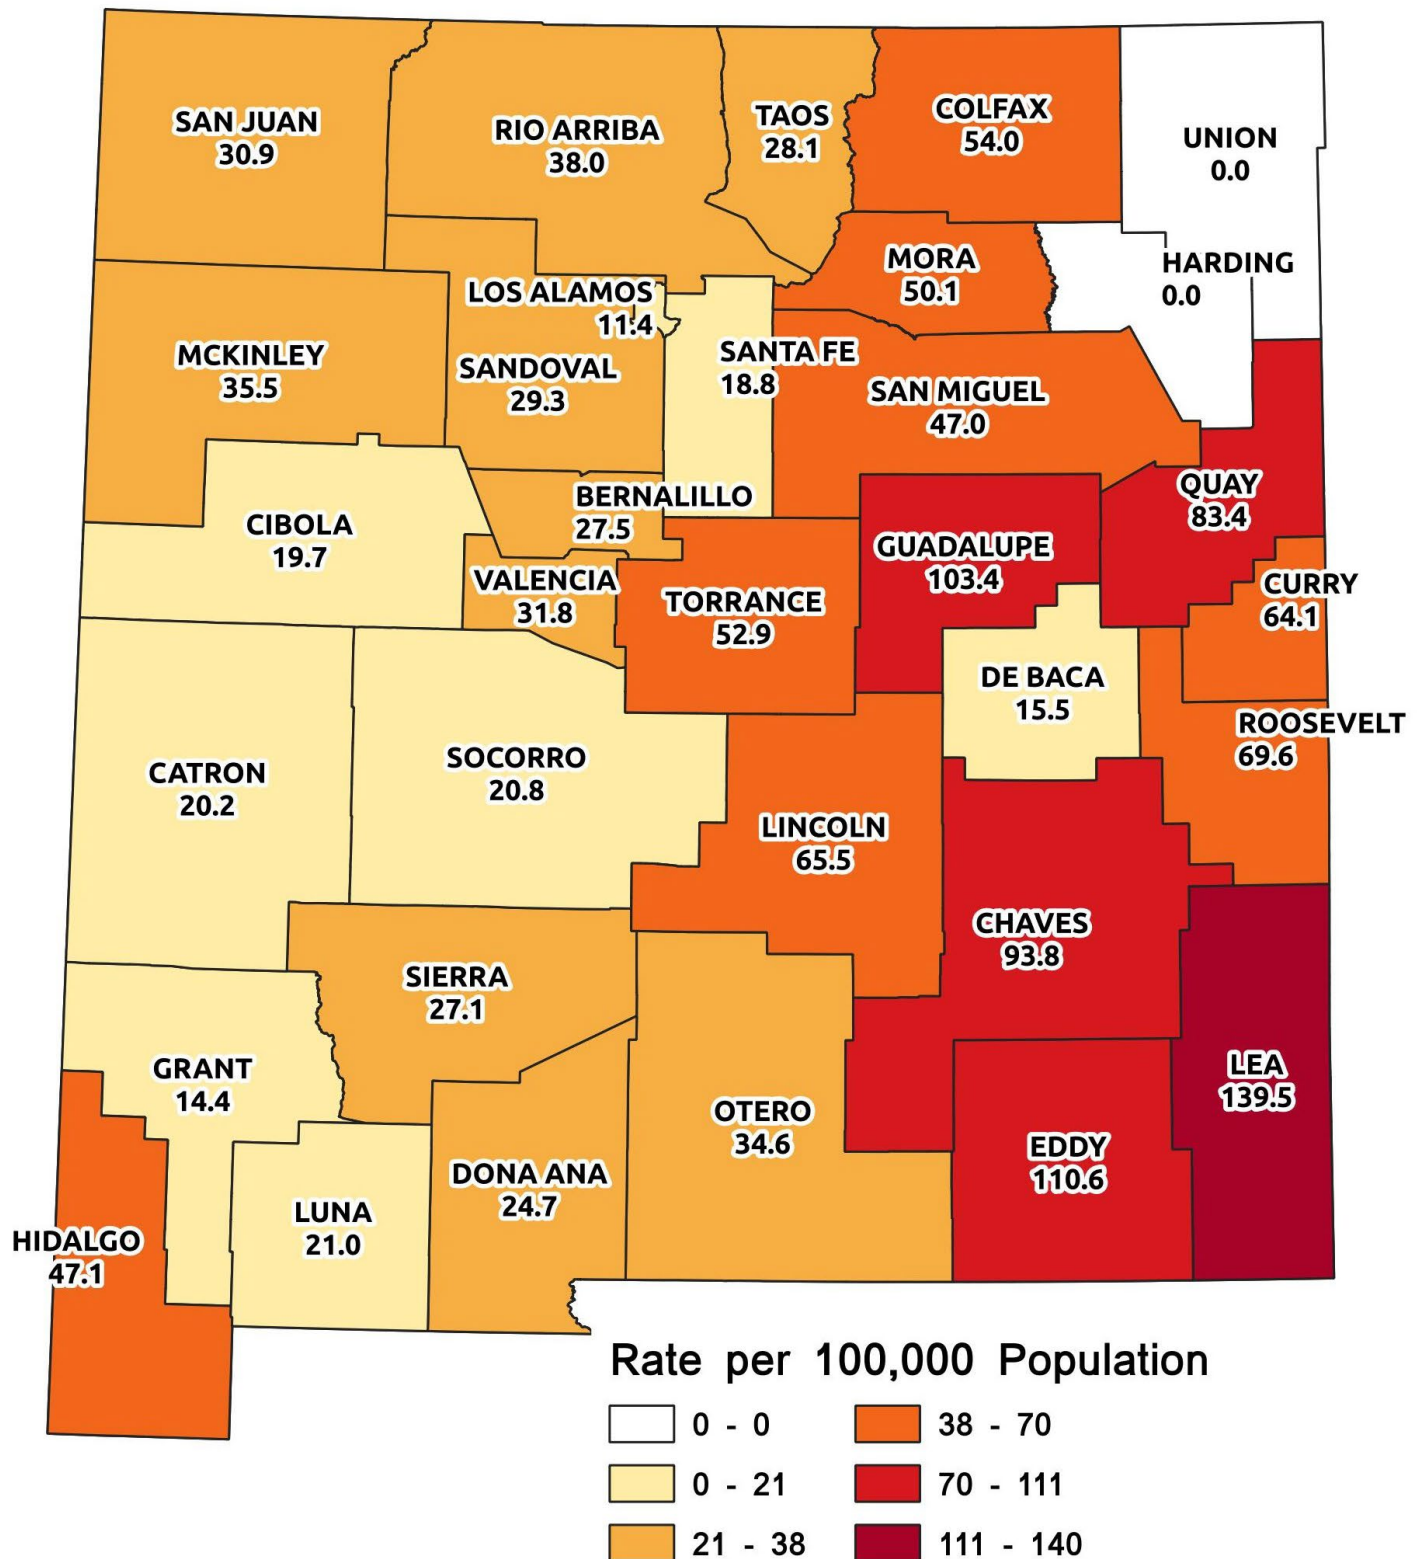 SAN JUAN
30.9
RIO ARRIBA
38.0
TAOS
28.1
COLFAX
54.0
UNION
0.0
MORA
50.1
HARDING
0.0
LOS ALAMOS
11.4
MCKINLEY
35.5
SANDOVAL
29.3
SANTA FE
18.8
SAN MIGUEL
47.0
QUAY
83.4
BERNALILLO
27.5
CIBOLA
19.7
GUADALUPE
103.4
VALENCIA
31.8
TORRANCE
52.9
CURRY
64.1
DE BACA
15.5
ROOSEVELT
69.6
CATRON
20.2
SOCORRO
20.8
LINCOLN
65.5
CHAVES
93.8
SIERRA
27.1
GRANT
14.4
LEA
139.5
OTERO
34.6
EDDY
110.6
DONA ANA
24.7
LUNA
21.0
HIDALGO
47.1
Rate per 100,000 Population
0 - 0
38 - 70
0 - 21
70 - 111
21 - 38
111 - 140